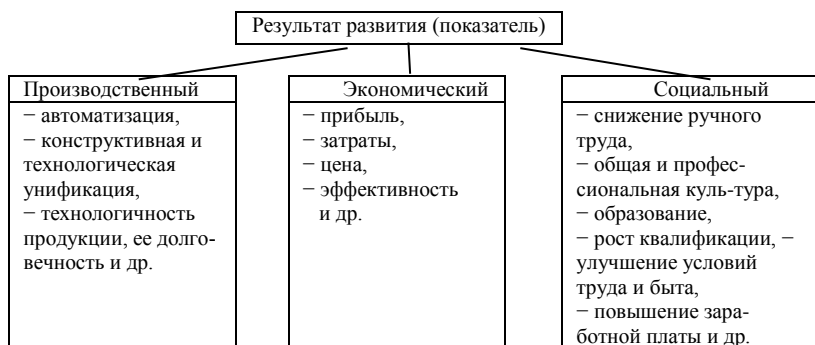 Результат развития (показатель)
Производственный
− автоматизация,
− конструктивная и
технологическая
унификация,
− технологичность
продукции, ее долго-
вечность и др.
Экономический
− прибыль,
− затраты,
− цена,
− эффективность
и др.
Социальный
− снижение ручного
труда,
− общая и профес-
сиональная куль-тура,
− образование,
− рост квалификации, −
улучшение условий
труда и быта,
− повышение зара-
ботной платы и др.